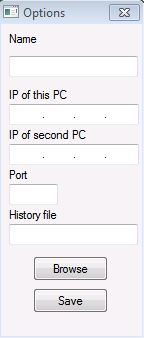 Options
Name
IP of this PC
. . .
IP of second PC
. . .
Port
History file
Browse
Save